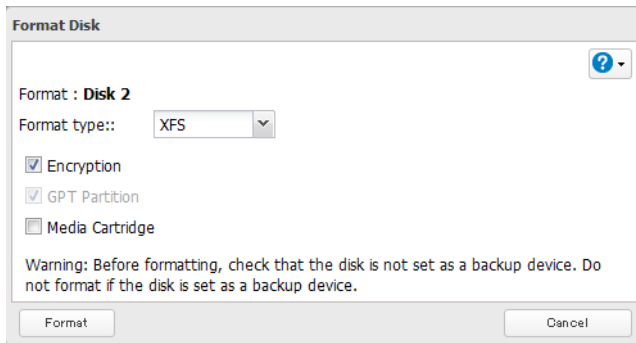 Format Disk
?
Format : Disk 2
Format type:: XFS
Encryption
GPT Partition
Media Cartridge
Warning: Before formatting, check that the disk is not set as a backup device. Do
not format if the disk is set as a backup device.
Format Cancel